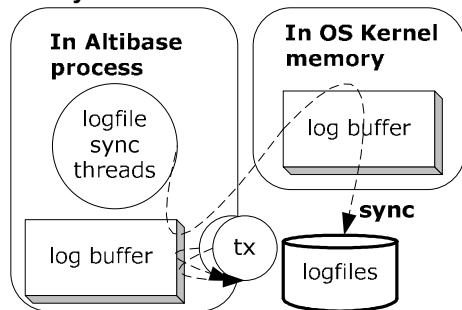 In Altibase
process
In OS Kernel
memory
logfile
sync
threads
log buffer
sync
log buffer
tx
logfiles